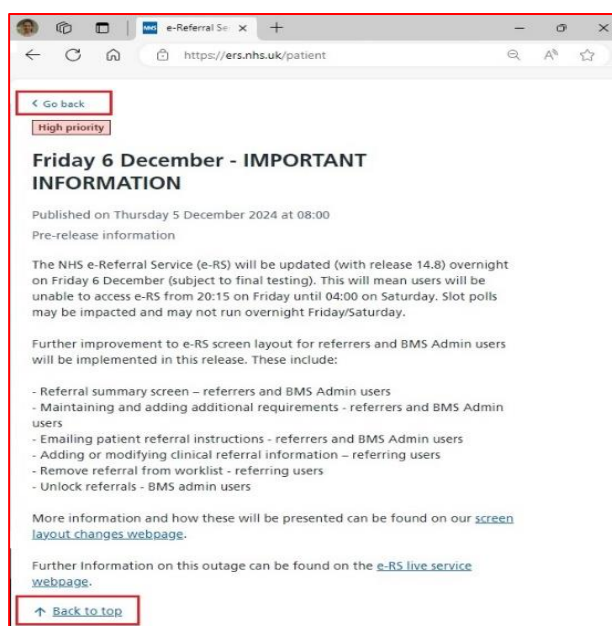 NHS e-Referral Se
https://ers.nhs.uk/patient
Go back
High priority
Friday 6 December - IMPORTANT
INFORMATION
Published on Thursday 5 December 2024 at 08:00
Pre-release information
The NHS e-Referral Service (e-RS) will be updated (with release 14.8) overnight
on Friday 6 December (subject to final testing). This will mean users will be
unable to access e-RS from 20:15 on Friday until 04:00 on Saturday. Slot polls
may be impacted and may not run overnight Friday/Saturday.
Further improvement to e-RS screen layout for referrers and BMS Admin users
will be implemented in this release. These include:
- Referral summary screen – referrers and BMS Admin users
- Maintaining and adding additional requirements - referrers and BMS Admin
users
- Emailing patient referral instructions - referrers and BMS Admin users
- Adding or modifying clinical referral information – referring users
- Remove referral from worklist - referring users
- Unlock referrals - BMS admin users
More information and how these will be presented can be found on our screen
layout changes webpage.
Further Information on this outage can be found on the e-RS live service
webpage.
Back to top